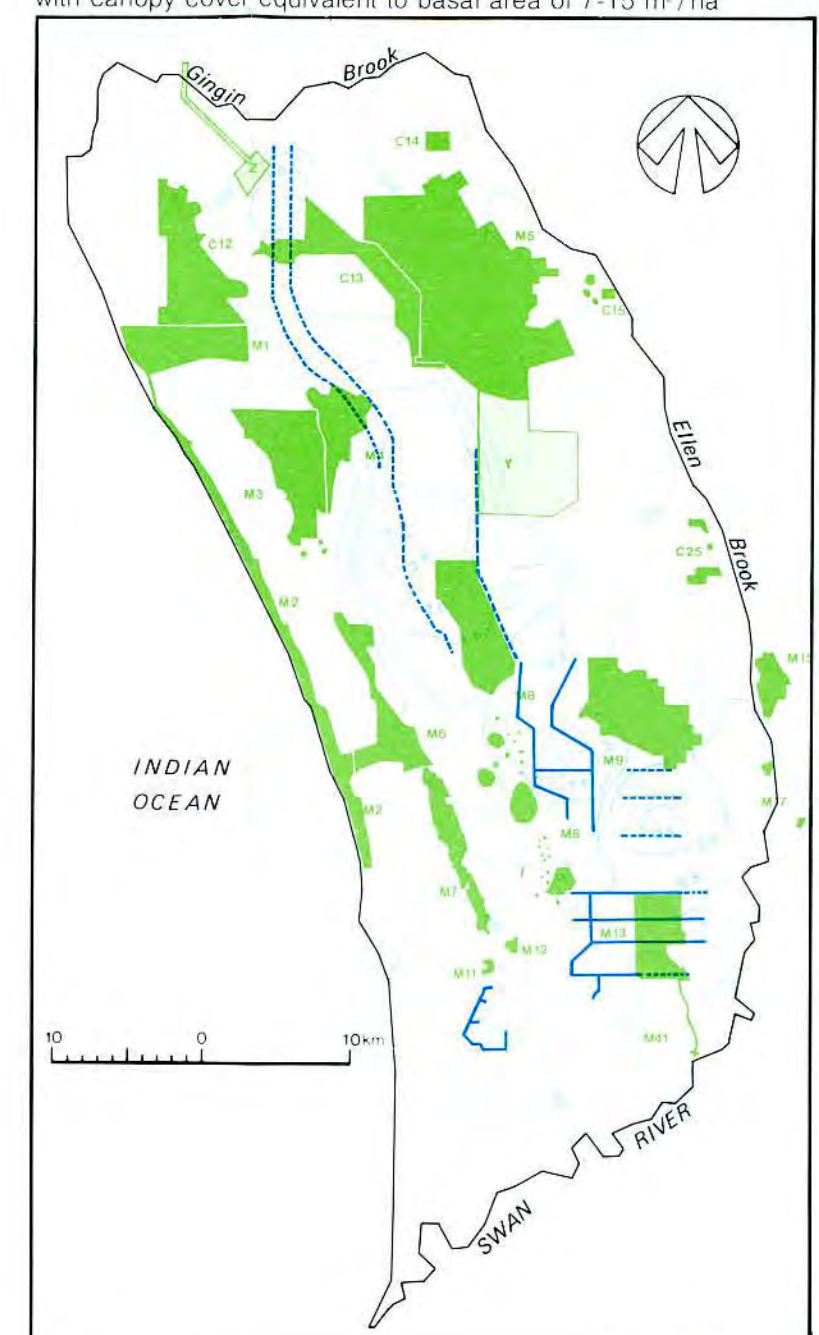 with canopy cover equivalent to basal area of 7-15 m²/ha
Gingin
Brook
Z
C14
C12
M5
C13
C15
M1
Ellen
M4
Y
M3
C25
Brook
M2
M15
M8
M6
M9
INDIAN
OCEAN
M2
M17
M8
M7
M13
M12
M11
10
0
10km
M41
RIVER
SWAN